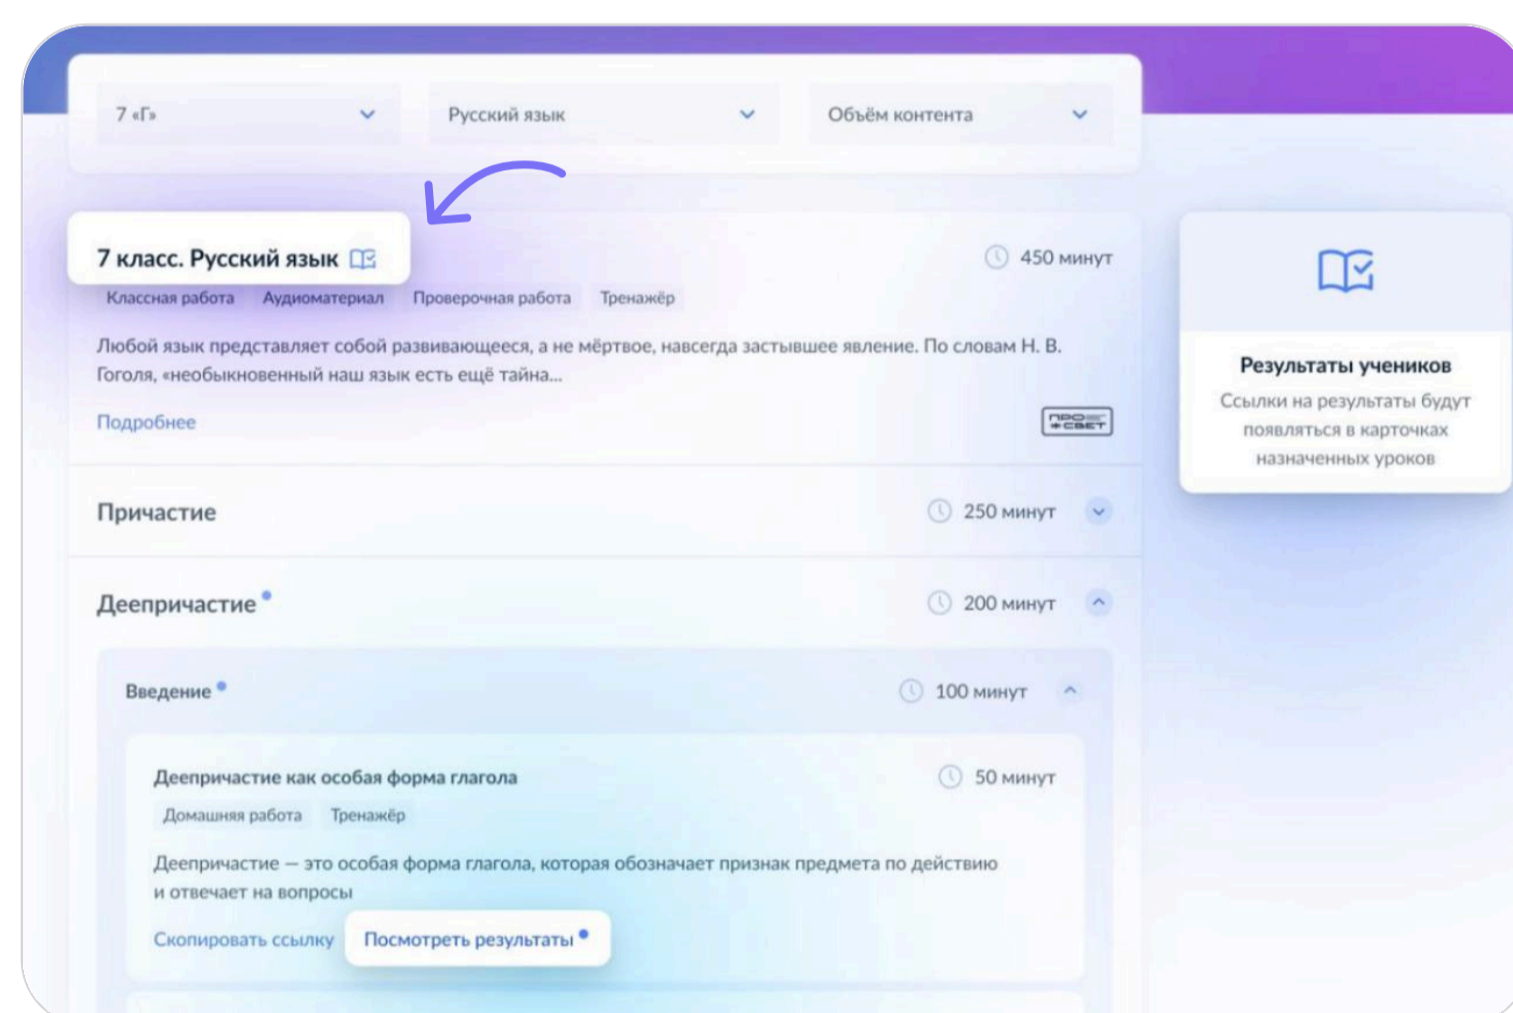 7 «Г»
Русский язык
Объём контента
7 класс. Русский язык
450 минут
Классная работа
Аудиоматериал
Проверочная работа
Тренажёр
Любой язык представляет собой развивающееся, а не мёртвое, навсегда застывшее явление. По словам Н. В.
Гоголя, «необыкновенный наш язык есть ещё тайна...
Подробнее
ПРО
СВЕТ
Результаты учеников
Ссылки на результаты будут
появляться в карточках
назначенных уроков
Причастие
250 минут
Деепричастие
200 минут
Введение
100 минут
Деепричастие как особая форма глагола
50 минут
Домашняя работа
Тренажёр
Деепричастие — это особая форма глагола, которая обозначает признак предмета по действию
и отвечает на вопросы
Скопировать ссылку
Посмотреть результаты